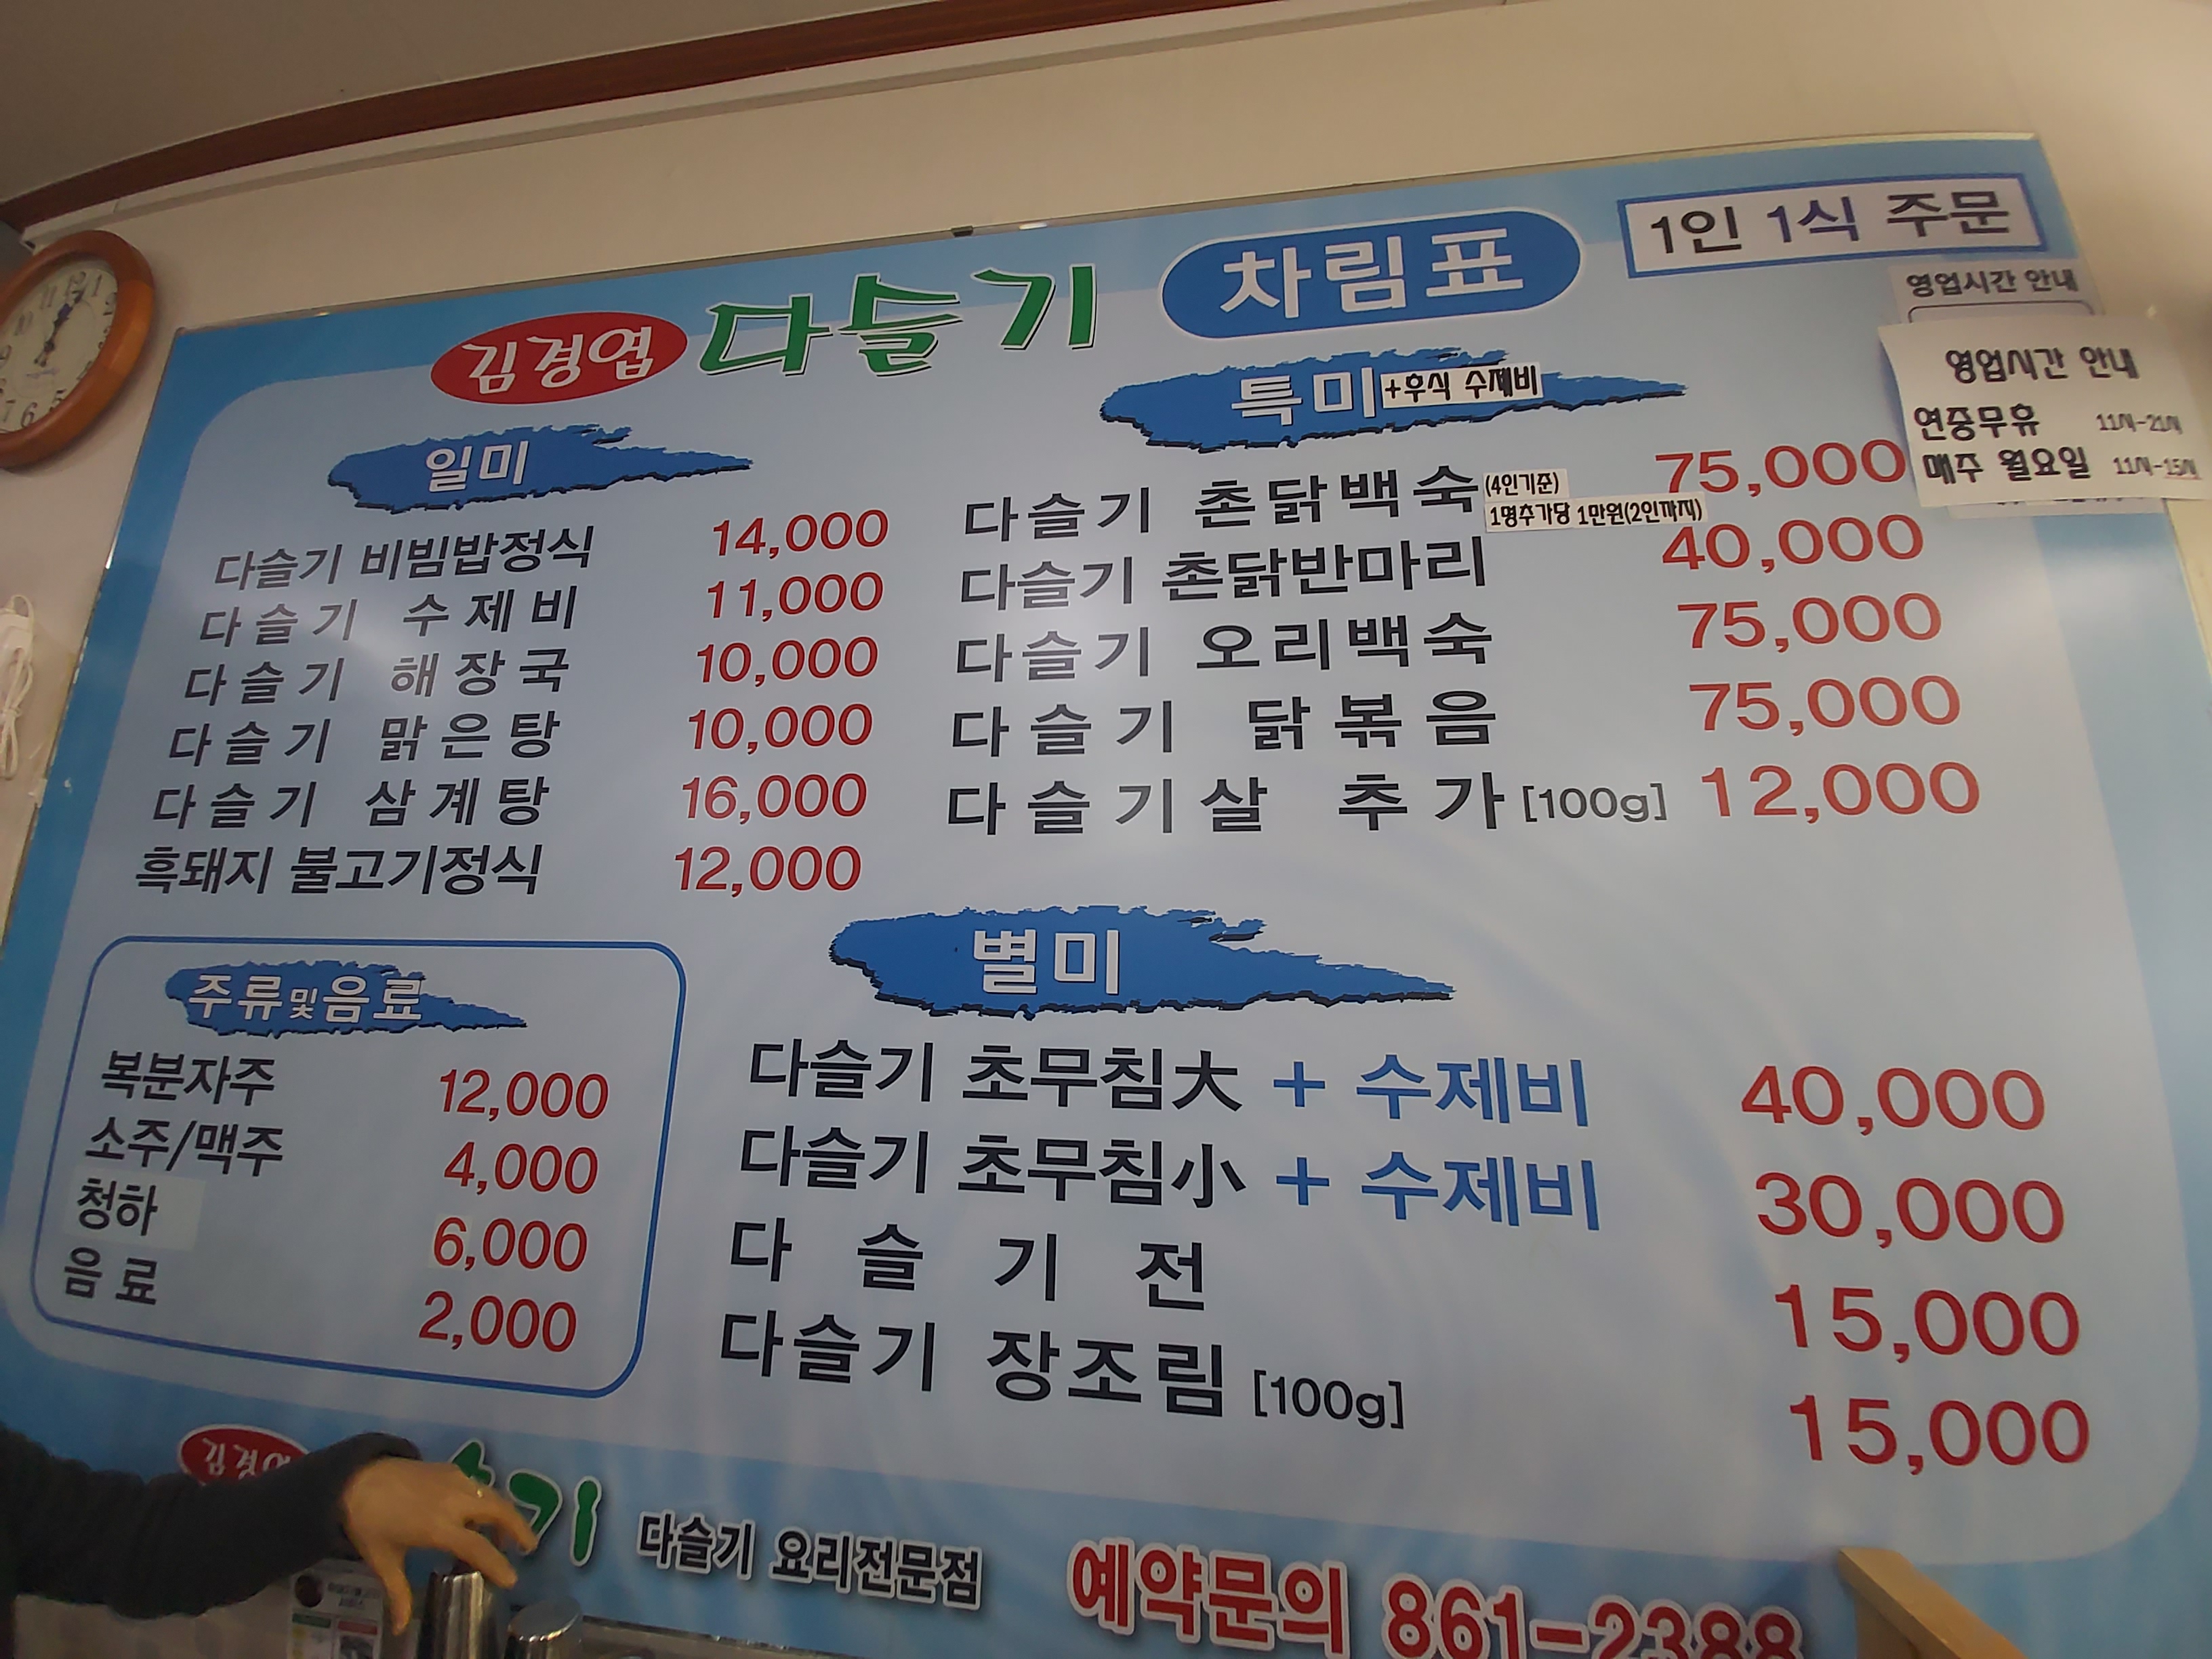 김경엽 다슬기 차림표
1인 1식 주문
영업시간 안내
영업시간 안내
연중무휴 11시-21시
매주 월요일 11시-15시
일미
다슬기 비빔밥정식 14,000
다슬기 수제비 11,000
다슬기 해장국 10,000
다슬기 맑은탕 10,000
다슬기 삼계탕 16,000
흑돼지 불고기정식 12,000
특미 +후식 수제비
다슬기 촌닭백숙 (4인기준) 75,000
1명추가당 1만원(2인까지)
다슬기 촌닭반마리 40,000
다슬기 오리백숙 75,000
다슬기 닭볶음 75,000
다슬기살 추가 [100g] 12,000
주류및음료
복분자주 12,000
소주/맥주 4,000
청하 6,000
음료 2,000
별미
다슬기 초무침大 + 수제비 40,000
다슬기 초무침小 + 수제비 30,000
다슬기전 15,000
다슬기 장조림 [100g] 15,000
김경엽 슬기 다슬기 요리전문점 예약문의 861-2388